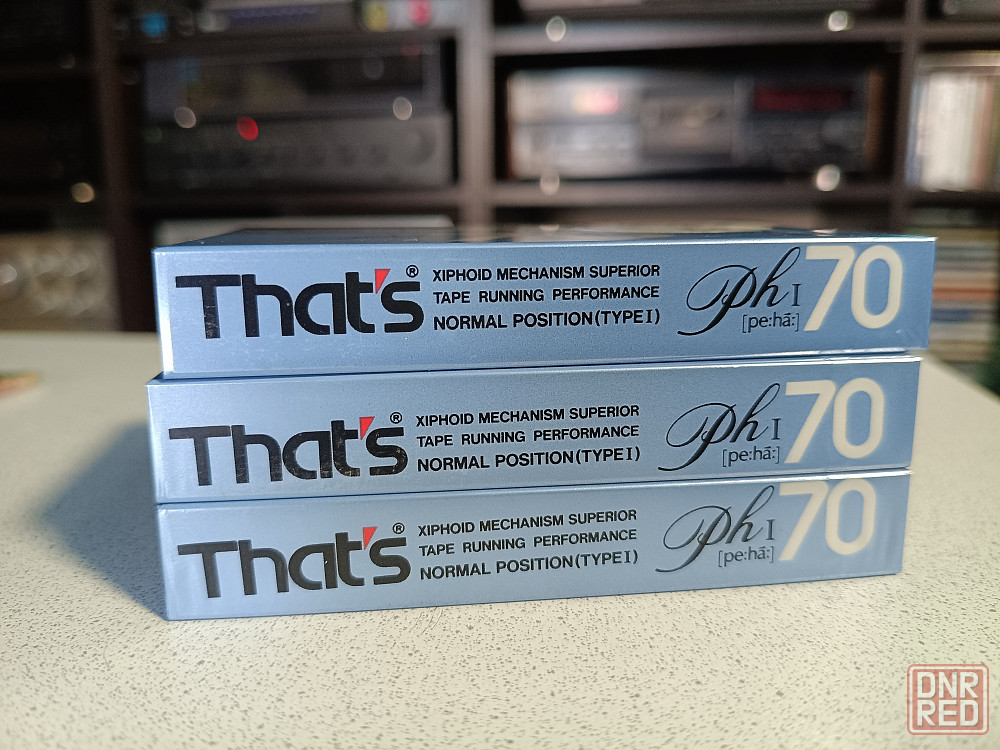 That's®
XIPHOID MECHANISM SUPERIOR
TAPE RUNNING PERFORMANCE
NORMAL POSITION(TYPE I)
Ph I
[pe:hā:]
70
That's®
XIPHOID MECHANISM SUPERIOR
TAPE RUNNING PERFORMANCE
NORMAL POSITION(TYPE I)
Ph I
[pe:hā:]
70
That's®
XIPHOID MECHANISM SUPERIOR
TAPE RUNNING PERFORMANCE
NORMAL POSITION(TYPE I)
Ph I
[pe:hā:]
70
DNR
RED